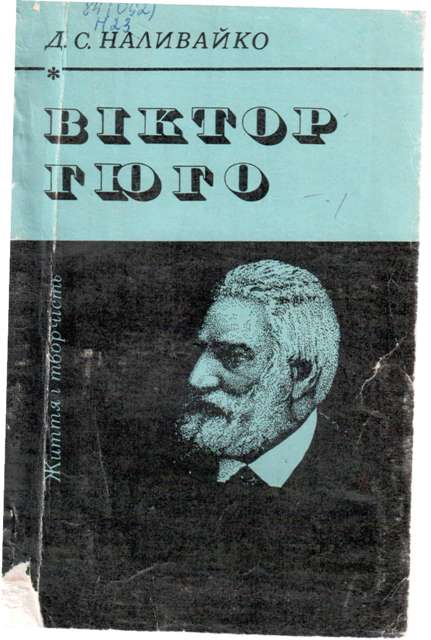 Д. С. НАЛИВАЙКО
*
ВІКТОР
ГЮГО
Життя і творчість